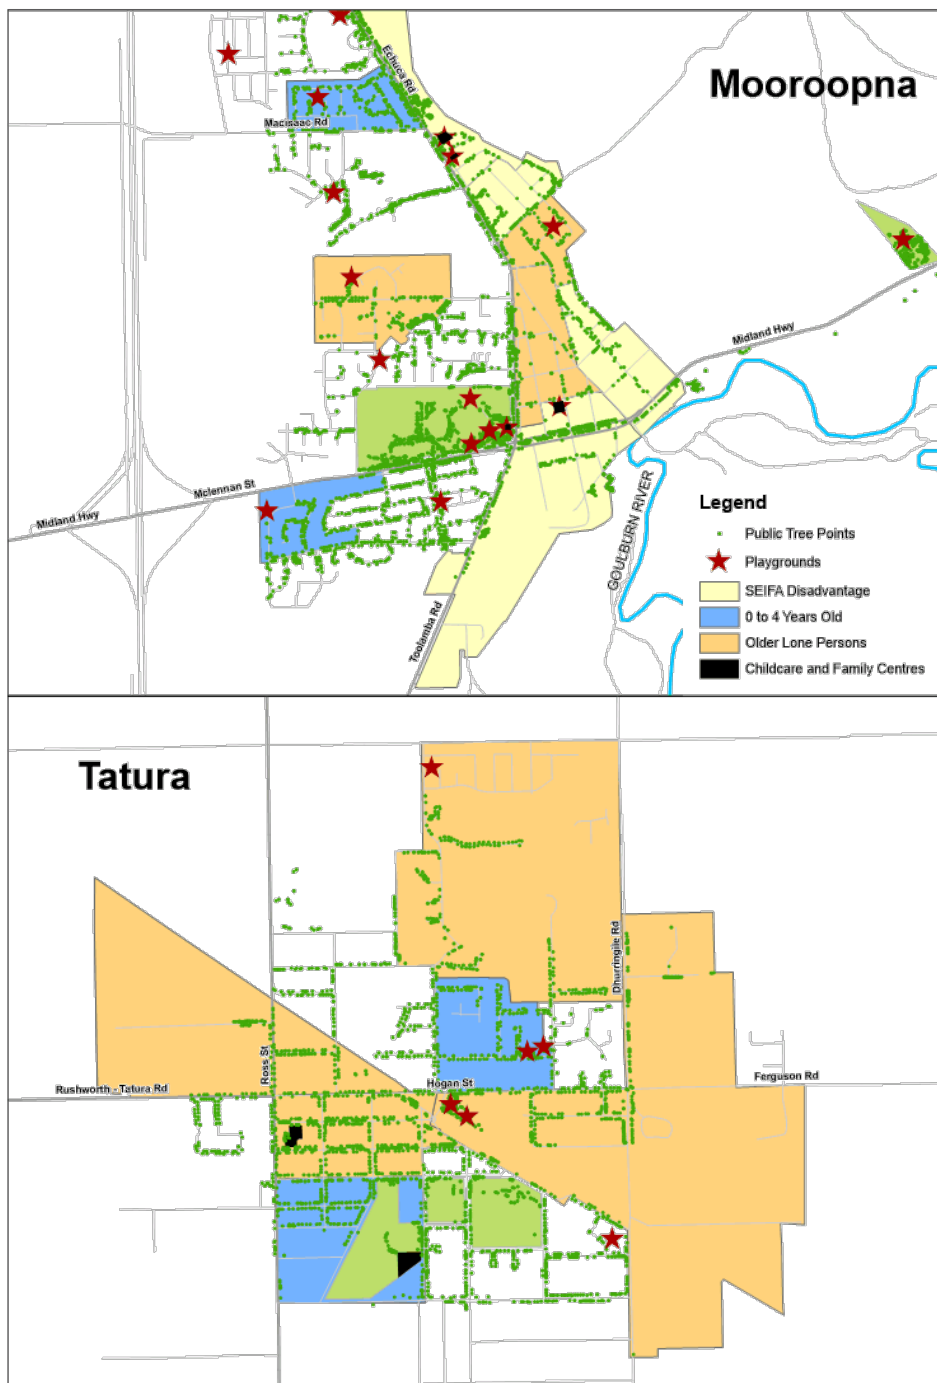 Mooroopna
Echuca Rd
Macisaac Rd
Midland Hwy
Mclennan St
Midland Hwy
GOULBURN RIVER
Toolamba Rd
Legend
Public Tree Points
Playgrounds
SEIFA Disadvantage
0 to 4 Years Old
Older Lone Persons
Childcare and Family Centres
Tatura
Dhurringile Rd
Ross St
Hogan St
Rushworth - Tatura Rd
Ferguson Rd